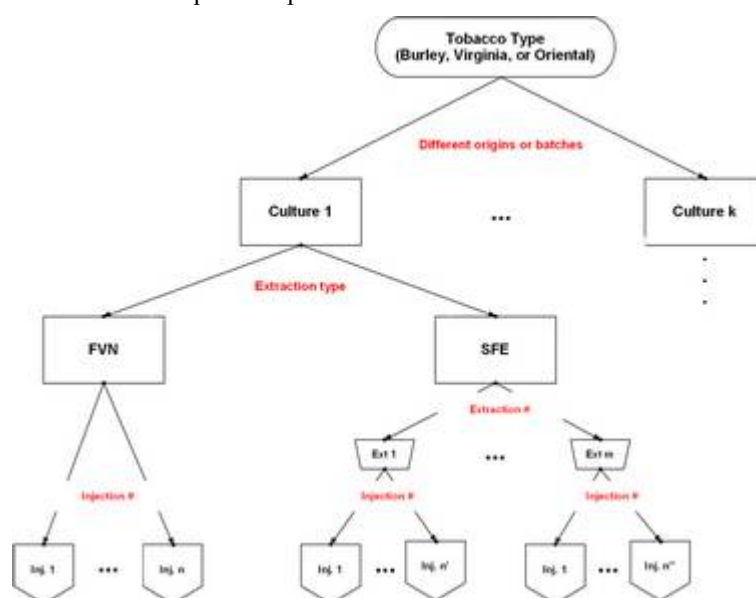 Tobacco Type
(Burley, Virginia, or Oriental)
Different origins or batches
Culture 1
...
Culture k
Extraction type
FVN
SFE
Extraction #
Ext 1
...
Ext m
Injection #
Injection #
Injection #
Inj. 1
...
Inj. n
Inj. 1
...
Inj. n'
Inj. 1
...
Inj. n''